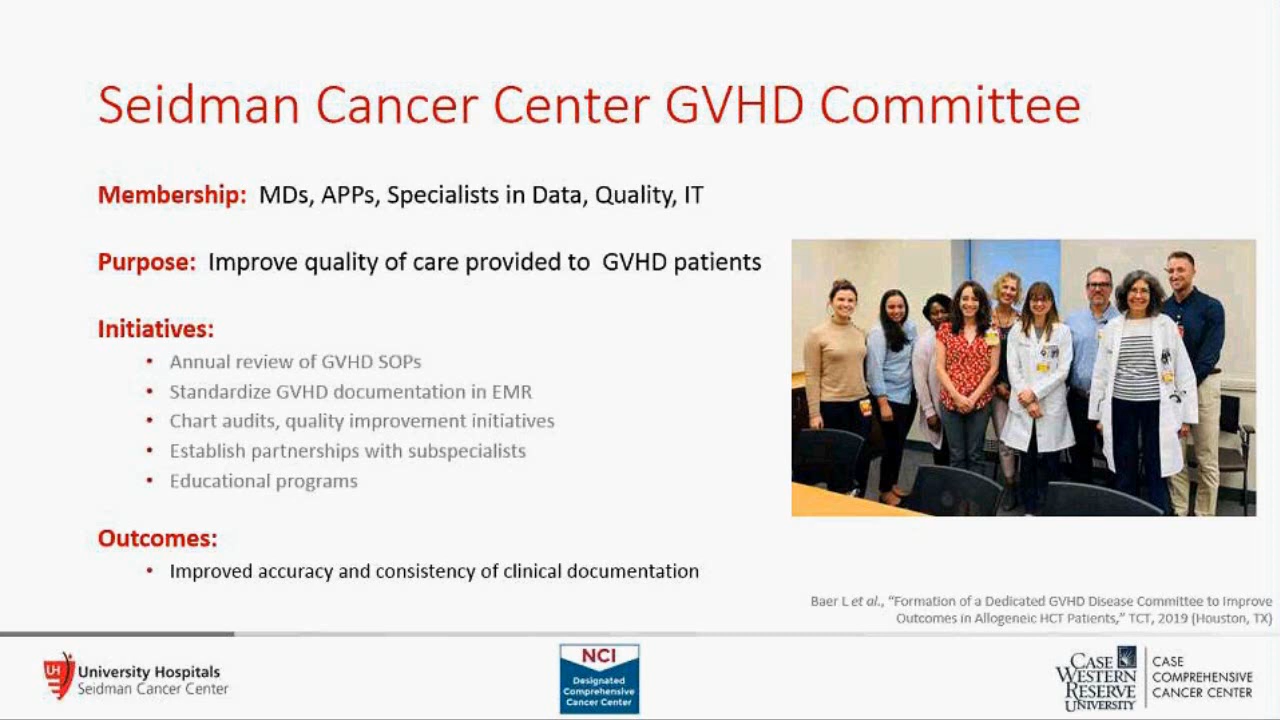 Seidman Cancer Center GVHD Committee
Membership: MDs, APPs, Specialists in Data, Quality, IT
Purpose: Improve quality of care provided to GVHD patients
Initiatives:
• Annual review of GVHD SOPs
• Standardize GVHD documentation in EMR
• Chart audits, quality improvement initiatives
• Establish partnerships with subspecialists
• Educational programs
Outcomes:
• Improved accuracy and consistency of clinical documentation
Baer L et al., “Formation of a Dedicated GVHD Disease Committee to Improve
Outcomes in Allogeneic HCT Patients,” TCT, 2019 (Houston, TX)
UH
University Hospitals
Seidman Cancer Center
NCI
Designated
Comprehensive
Cancer Center
CASE
WESTERN
RESERVE
UNIVERSITY
CASE
COMPREHENSIVE
CANCER CENTER